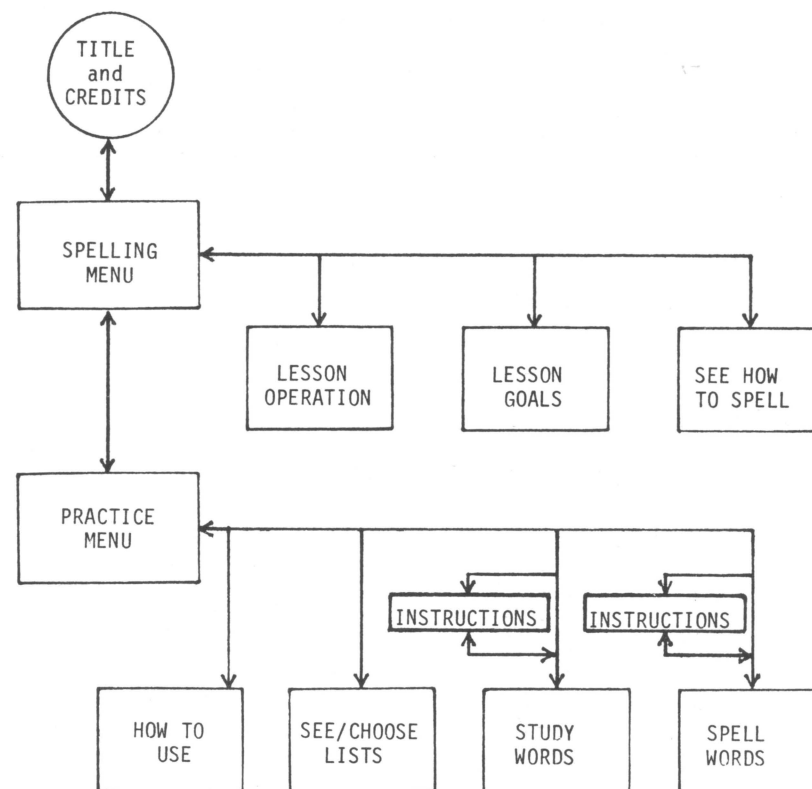 TITLE
and
CREDITS
SPELLING
MENU
LESSON
OPERATION
LESSON
GOALS
SEE HOW
TO SPELL
PRACTICE
MENU
INSTRUCTIONS
INSTRUCTIONS
HOW TO
USE
SEE/CHOOSE
LISTS
STUDY
WORDS
SPELL
WORDS